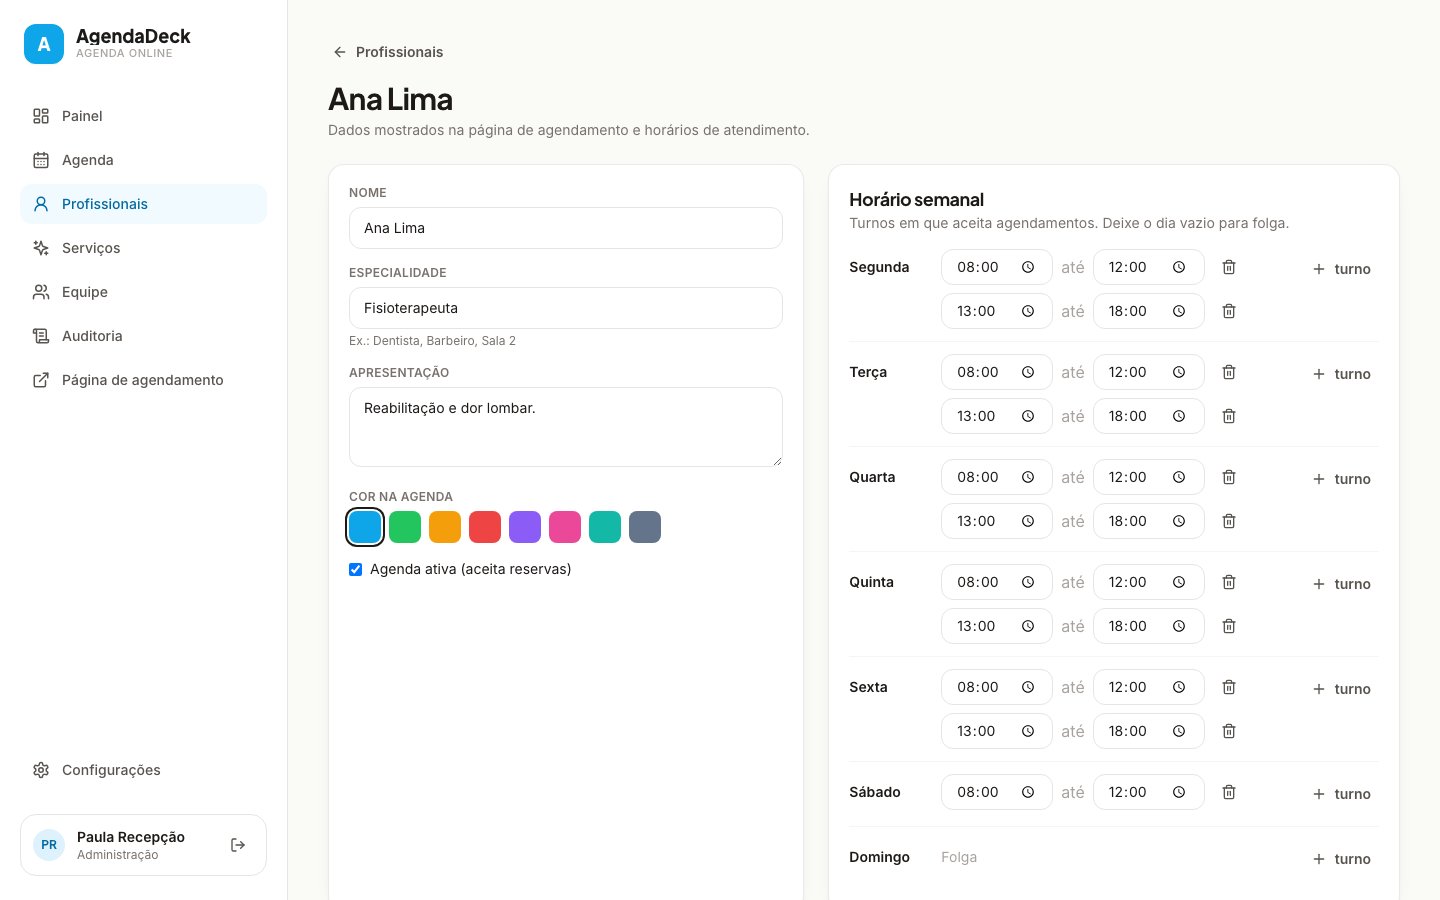 A
AgendaDeck
AGENDA ONLINE
Painel
Agenda
Profissionais
Serviços
Equipe
Auditoria
Página de agendamento
Configurações
PR
Paula Recepção
Administração
Profissionais
Ana Lima
Dados mostrados na página de agendamento e horários de atendimento.
NOME
Ana Lima
ESPECIALIDADE
Fisioterapeuta
Ex.: Dentista, Barbeiro, Sala 2
APRESENTAÇÃO
Reabilitação e dor lombar.
COR NA AGENDA
Agenda ativa (aceita reservas)
Horário semanal
Turnos em que aceita agendamentos. Deixe o dia vazio para folga.
Segunda 08:00 até 12:00 + turno
13:00 até 18:00
Terça 08:00 até 12:00 + turno
13:00 até 18:00
Quarta 08:00 até 12:00 + turno
13:00 até 18:00
Quinta 08:00 até 12:00 + turno
13:00 até 18:00
Sexta 08:00 até 12:00 + turno
13:00 até 18:00
Sábado 08:00 até 12:00 + turno
Domingo Folga + turno